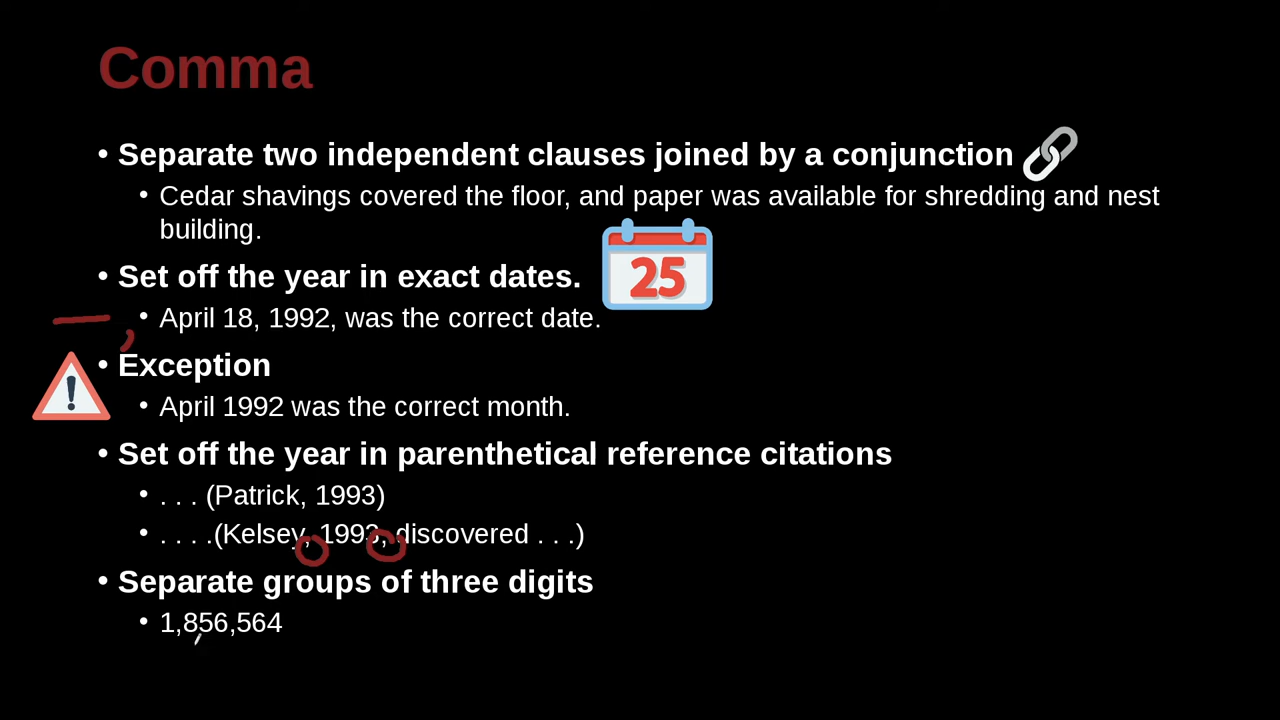 Comma
• Separate two independent clauses joined by a conjunction
• Cedar shavings covered the floor, and paper was available for shredding and nest
building.
• Set off the year in exact dates.
25
• April 18, 1992, was the correct date.
,
• Exception
!
• April 1992 was the correct month.
• Set off the year in parenthetical reference citations
• . . . (Patrick, 1993)
• . . . .(Kelsey, 1993, discovered . . .)
• Separate groups of three digits
• 1,856,564